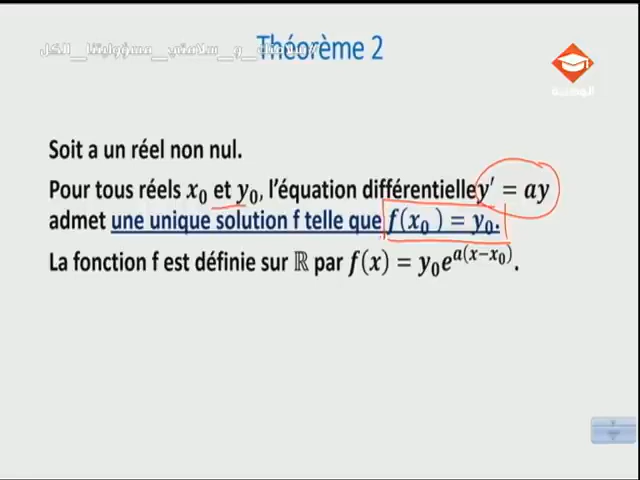 Théorème 2
الوطنية
Soit a un réel non nul.
Pour tous réels x₀ et y₀, l'équation différentielle y′ = ay
admet une unique solution f telle que f(x₀) = y₀.
La fonction f est définie sur ℝ par f(x) = y₀e^{a(x−x₀)}.